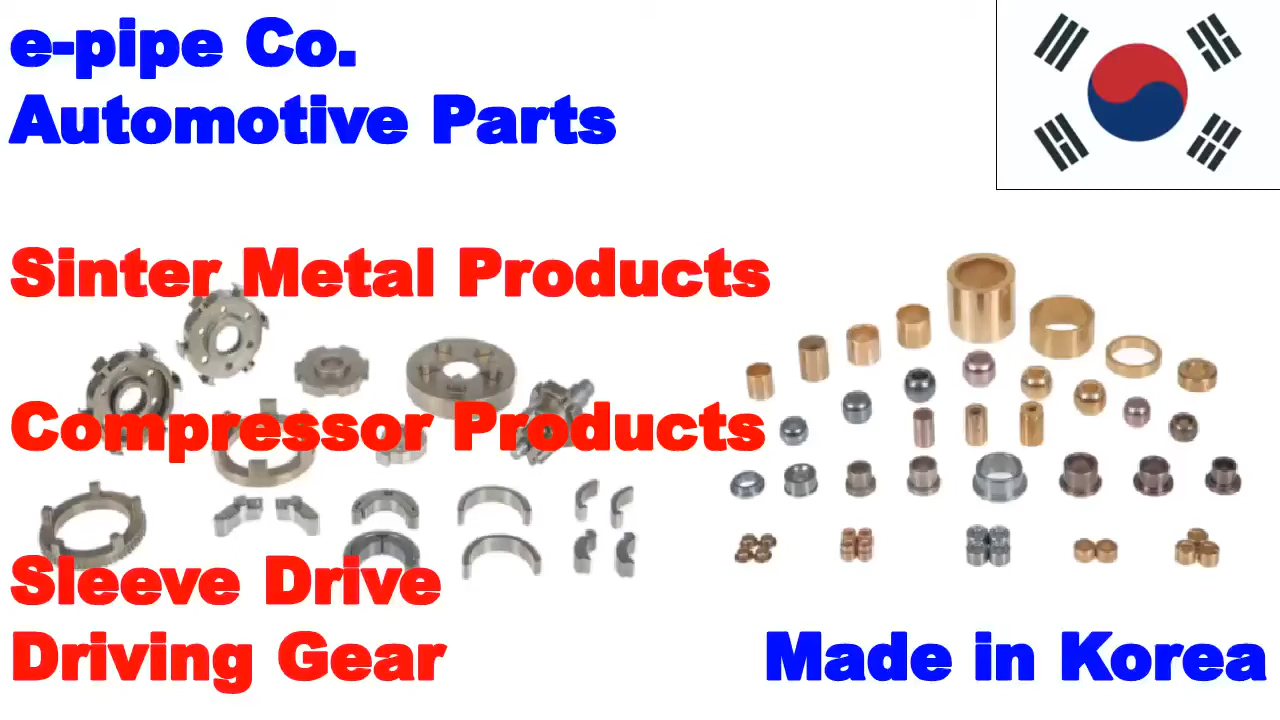 e-pipe Co.
Automotive Parts
Sinter Metal Products
Compressor Products
Sleeve Drive
Driving Gear
Made in Korea